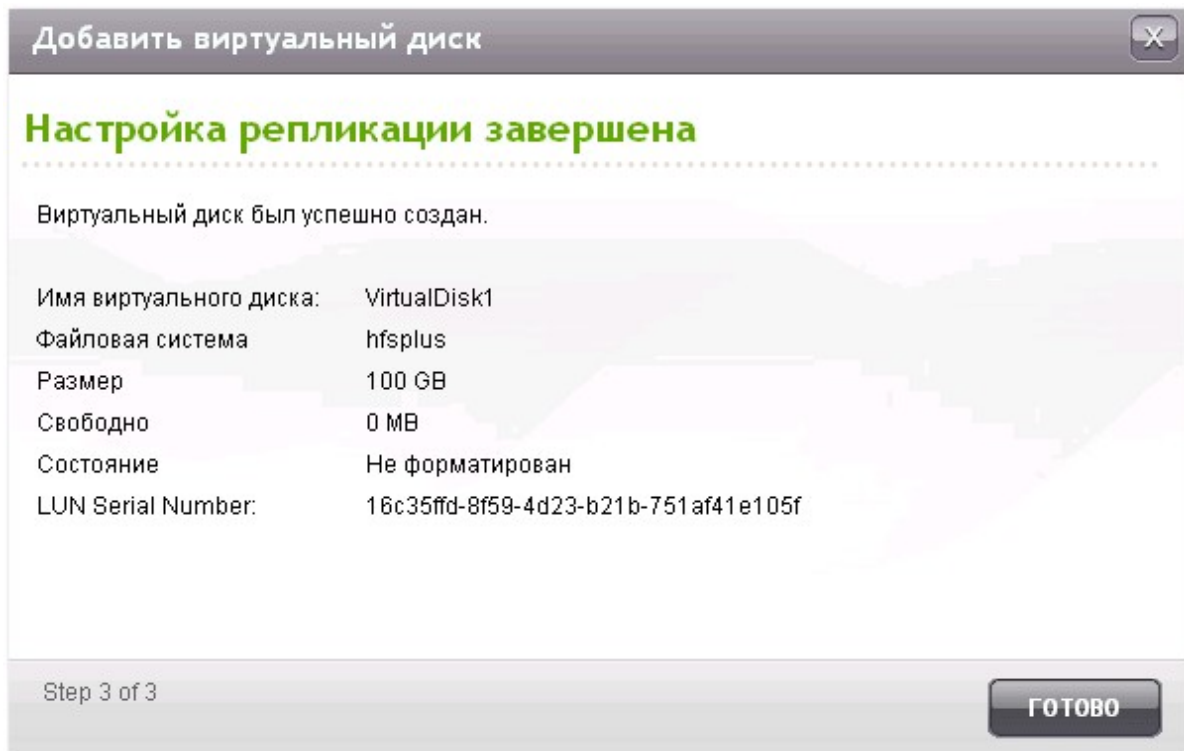 Добавить виртуальный диск
X
Настройка репликации завершена
Виртуальный диск был успешно создан.
Имя виртуального диска: VirtualDisk1
Файловая система hfsplus
Размер 100 GB
Свободно 0 MB
Состояние Не форматирован
LUN Serial Number: 16c35ffd-8f59-4d23-b21b-751af41e105f
Step 3 of 3
ГОТОВО